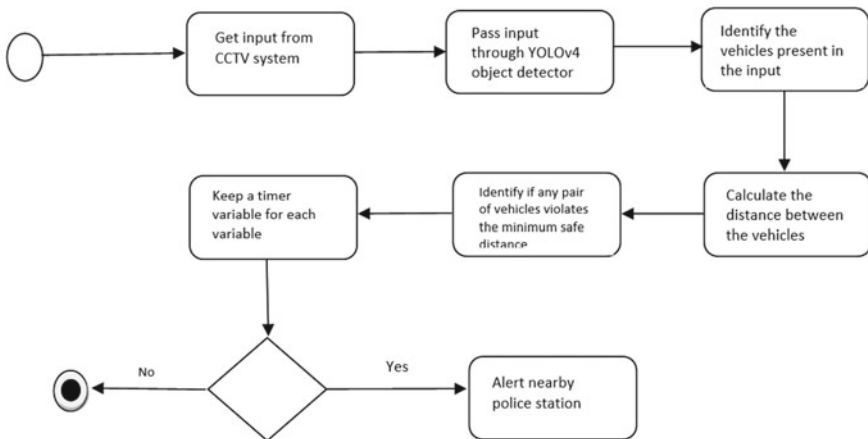 Get input from
CCTV system
Pass input
through YOLOv4
object detector
Identify the
vehicles present in
the input
Calculate the
distance between
the vehicles
Identify if any pair
of vehicles violates
the minimum safe
distance
Keep a timer
variable for each
variable
No
Yes
Alert nearby
police station